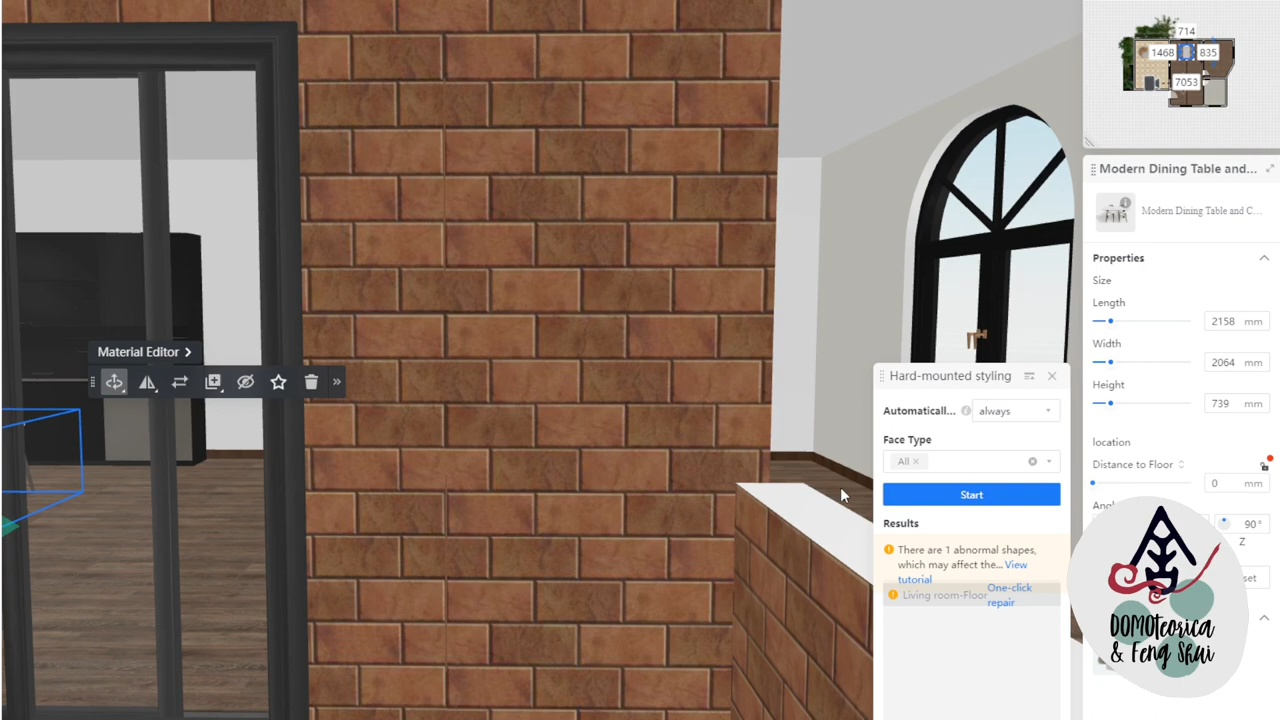 714
1468
835
7053
Modern Dining Table and...
Modern Dining Table and C...
Properties
Size
Length
2158 mm
Width
2064 mm
Height
739 mm
location
Distance to Floor
0 mm
90°
Z
Material Editor
Hard-mounted styling
Automaticall...
always
Face Type
All
Start
Results
There are 1 abnormal shapes,
which may affect the... View
tutorial
Living room-Floor One-click
repair
DOMOteorica
& Feng Shui